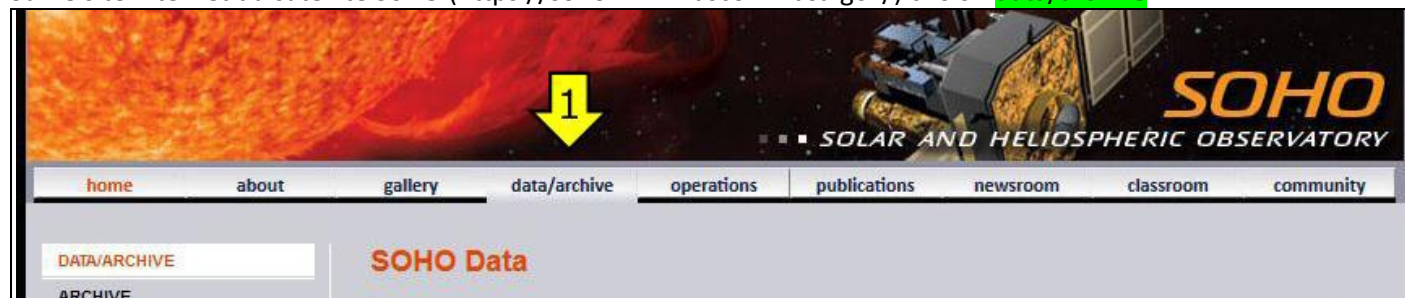 1
SOHO
SOLAR AND HELIOSPHERIC OBSERVATORY
home about gallery data/archive operations publications newsroom classroom community
DATA/ARCHIVE
SOHO Data
ARCHIVE